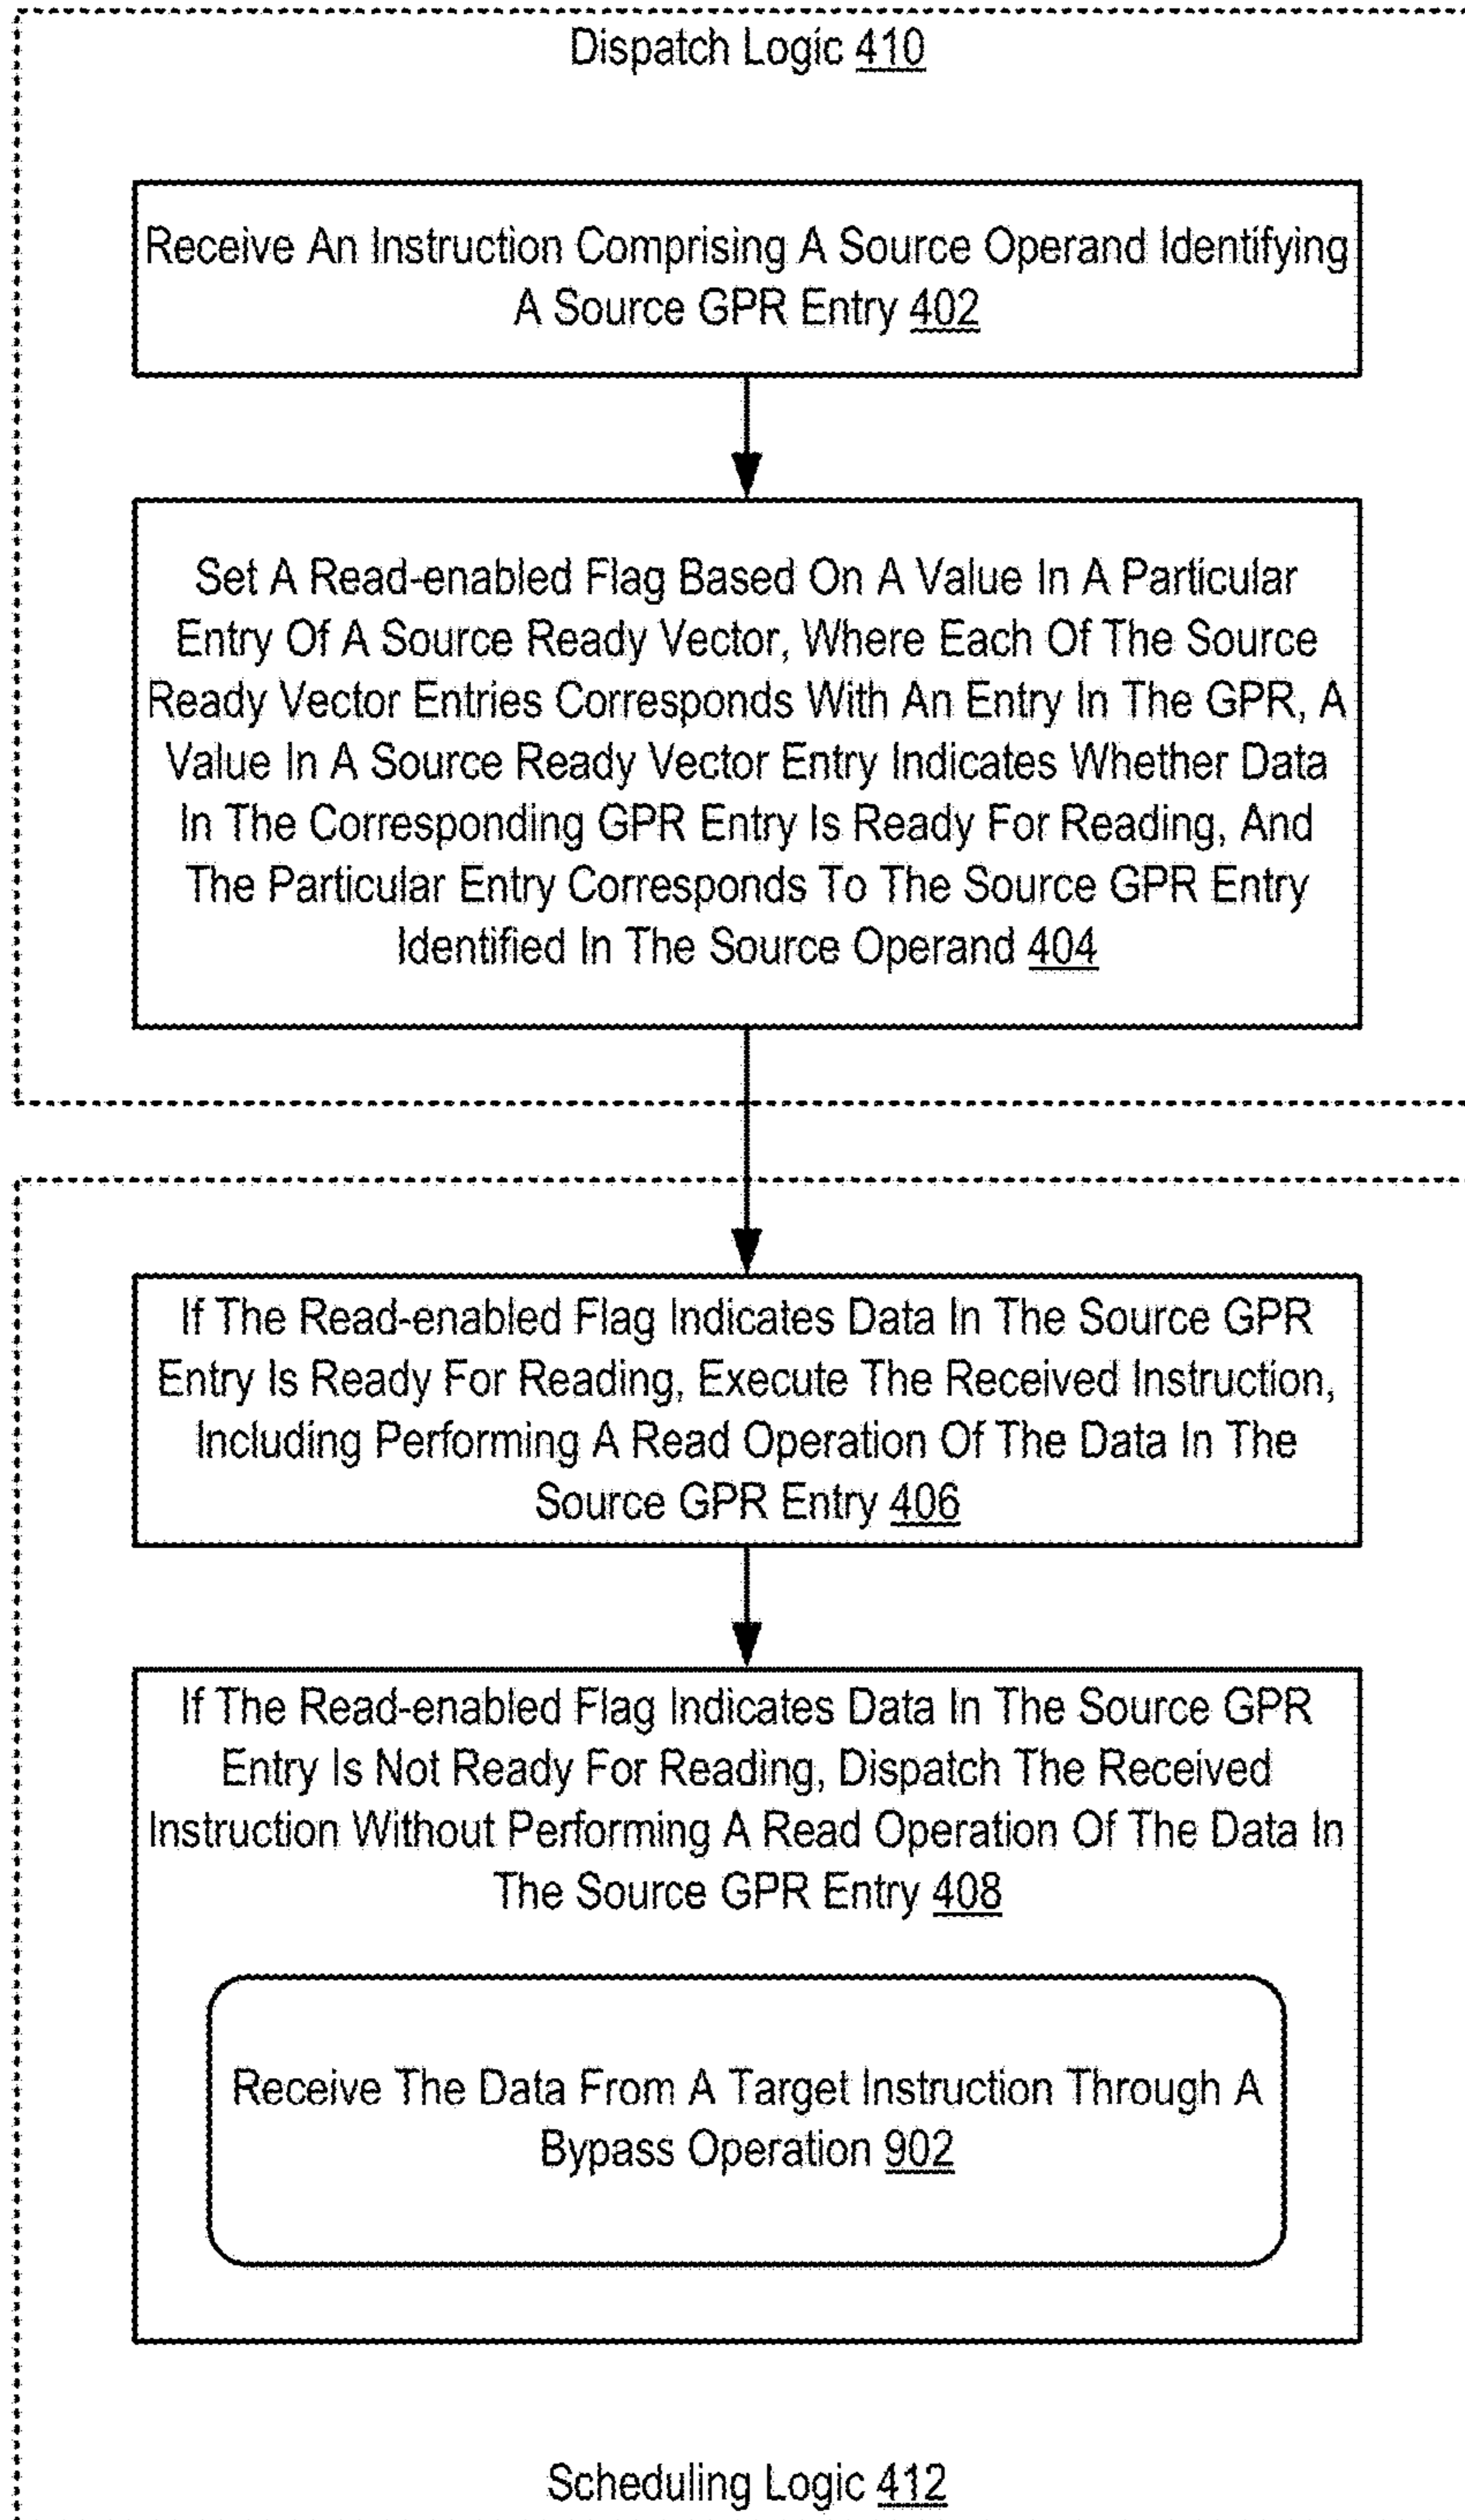 Dispatch Logic 410
Receive An Instruction Comprising A Source Operand Identifying
A Source GPR Entry 402
Set A Read-enabled Flag Based On A Value In A Particular
Entry Of A Source Ready Vector, Where Each Of The Source
Ready Vector Entries Corresponds With An Entry In The GPR, A
Value In A Source Ready Vector Entry Indicates Whether Data
In The Corresponding GPR Entry Is Ready For Reading, And
The Particular Entry Corresponds To The Source GPR Entry
Identified In The Source Operand 404
If The Read-enabled Flag Indicates Data In The Source GPR
Entry Is Ready For Reading, Execute The Received Instruction,
Including Performing A Read Operation Of The Data In The
Source GPR Entry 406
If The Read-enabled Flag Indicates Data In The Source GPR
Entry Is Not Ready For Reading, Dispatch The Received
Instruction Without Performing A Read Operation Of The Data In
The Source GPR Entry 408
Receive The Data From A Target Instruction Through A
Bypass Operation 902
Scheduling Logic 412